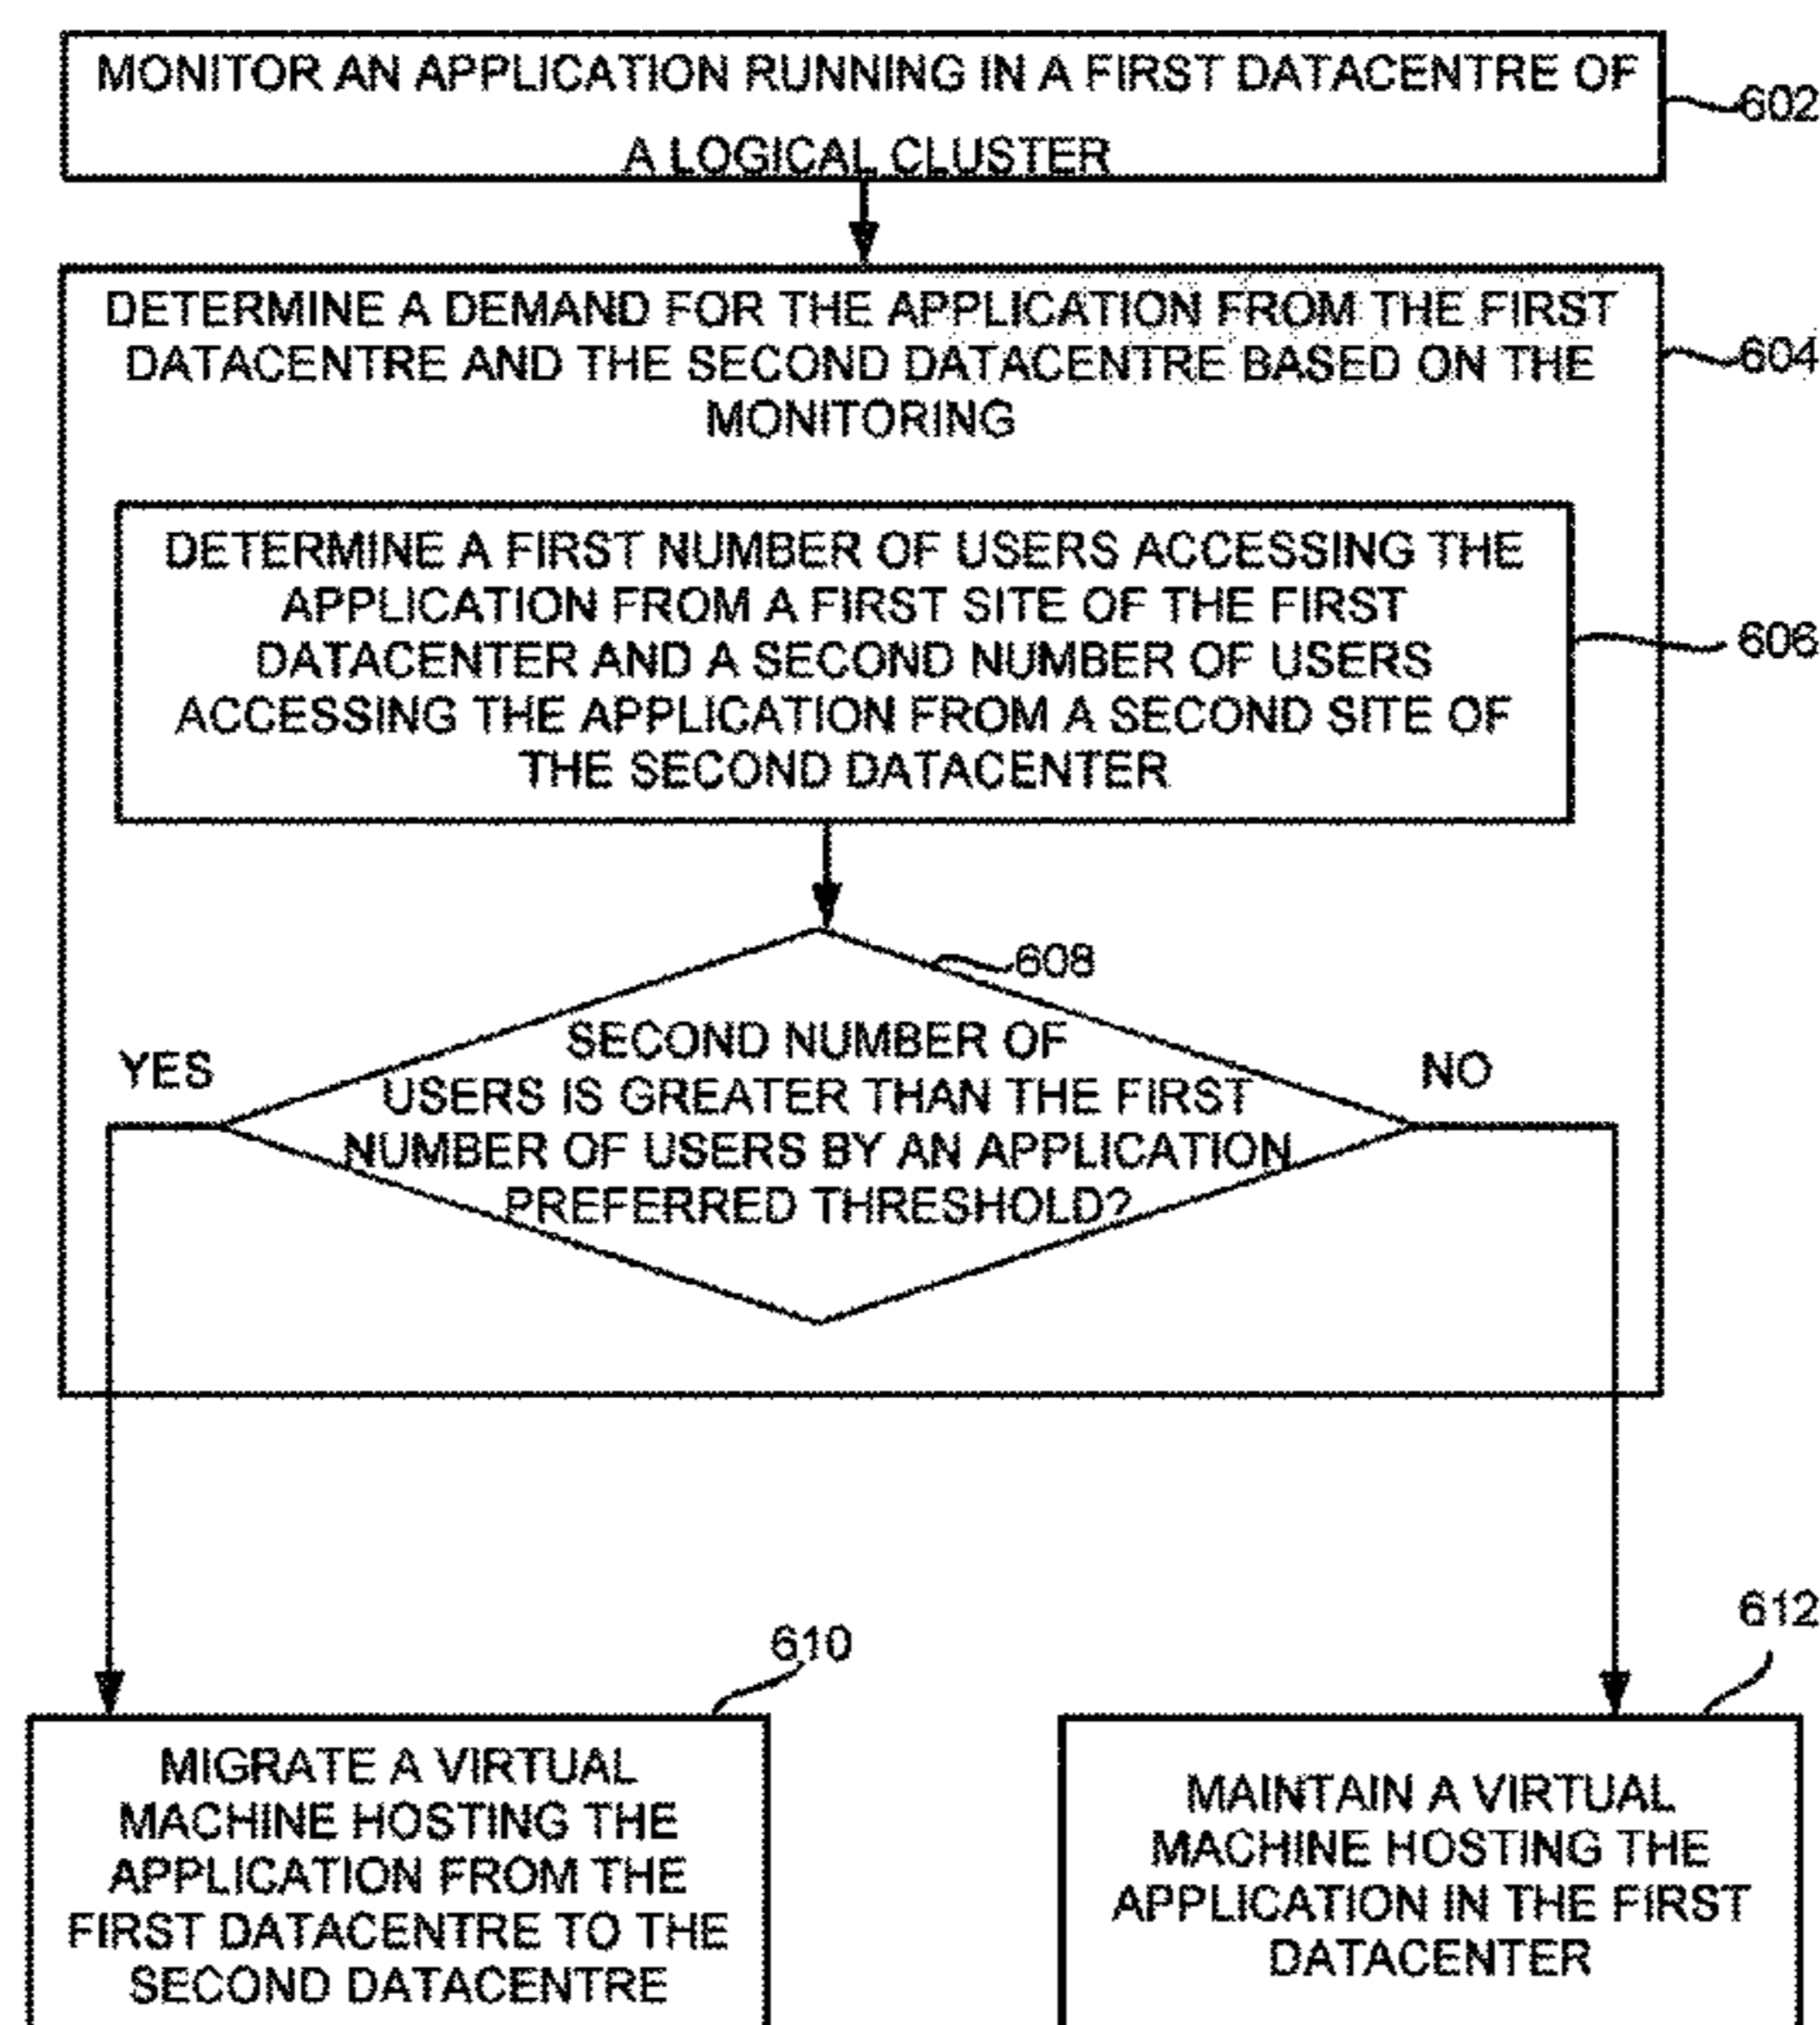 MONITOR AN APPLICATION RUNNING IN A FIRST DATACENTRE OF
A LOGICAL CLUSTER
602
DETERMINE A DEMAND FOR THE APPLICATION FROM THE FIRST
DATACENTRE AND THE SECOND DATACENTRE BASED ON THE
MONITORING
604
DETERMINE A FIRST NUMBER OF USERS ACCESSING THE
APPLICATION FROM A FIRST SITE OF THE FIRST
DATACENTER AND A SECOND NUMBER OF USERS
ACCESSING THE APPLICATION FROM A SECOND SITE OF
THE SECOND DATACENTER
606
608
SECOND NUMBER OF
USERS IS GREATER THAN THE FIRST
NUMBER OF USERS BY AN APPLICATION
PREFERRED THRESHOLD?
YES
NO
610
MIGRATE A VIRTUAL
MACHINE HOSTING THE
APPLICATION FROM THE
FIRST DATACENTRE TO THE
SECOND DATACENTRE
612
MAINTAIN A VIRTUAL
MACHINE HOSTING THE
APPLICATION IN THE FIRST
DATACENTER